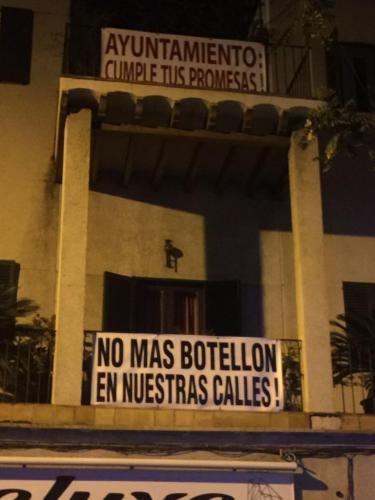 AYUNTAMIENTO:
CUMPLE TUS PROMESAS!
NO MAS BOTELLON
EN NUESTRAS CALLES!